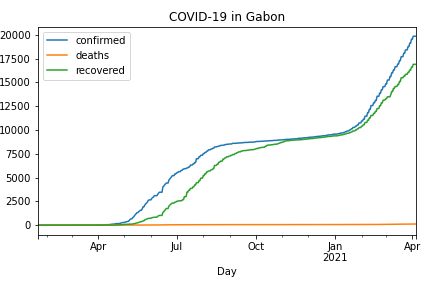 COVID-19 in Gabon
confirmed
deaths
recovered
20000
17500
15000
12500
10000
7500
5000
2500
0
Apr Jul Oct Jan Apr
2021
Day